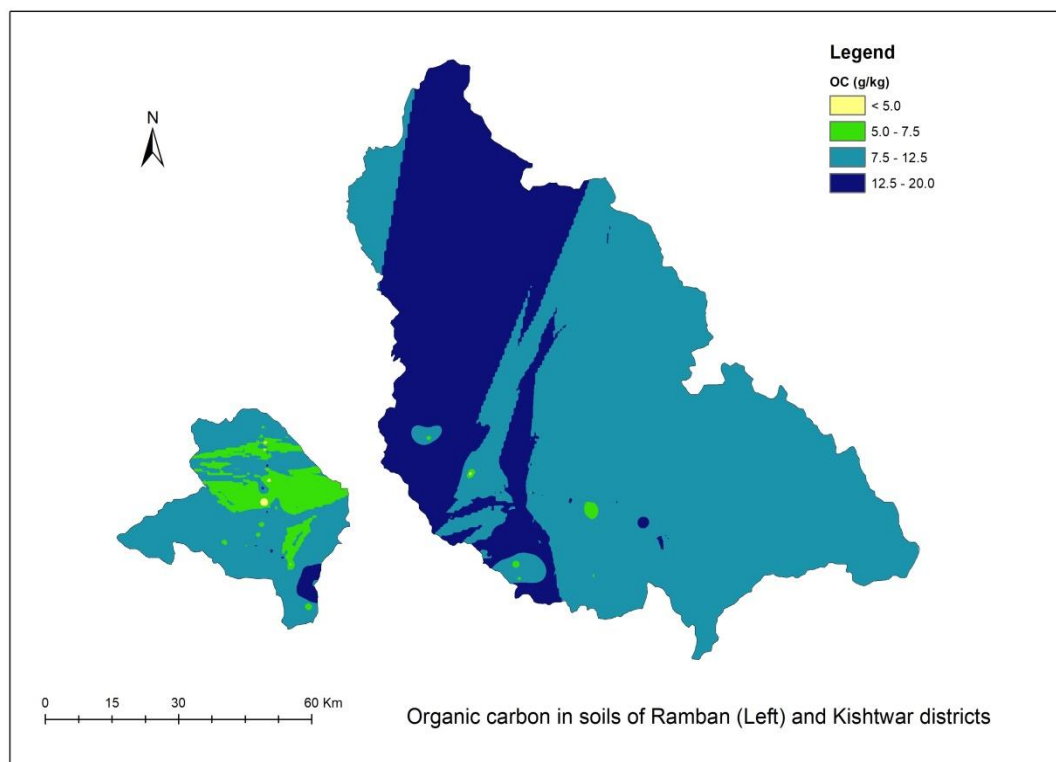 Legend
OC (g/kg)
< 5.0
5.0 - 7.5
7.5 - 12.5
12.5 - 20.0
N
0 15 30 60 Km
Organic carbon in soils of Ramban (Left) and Kishtwar districts